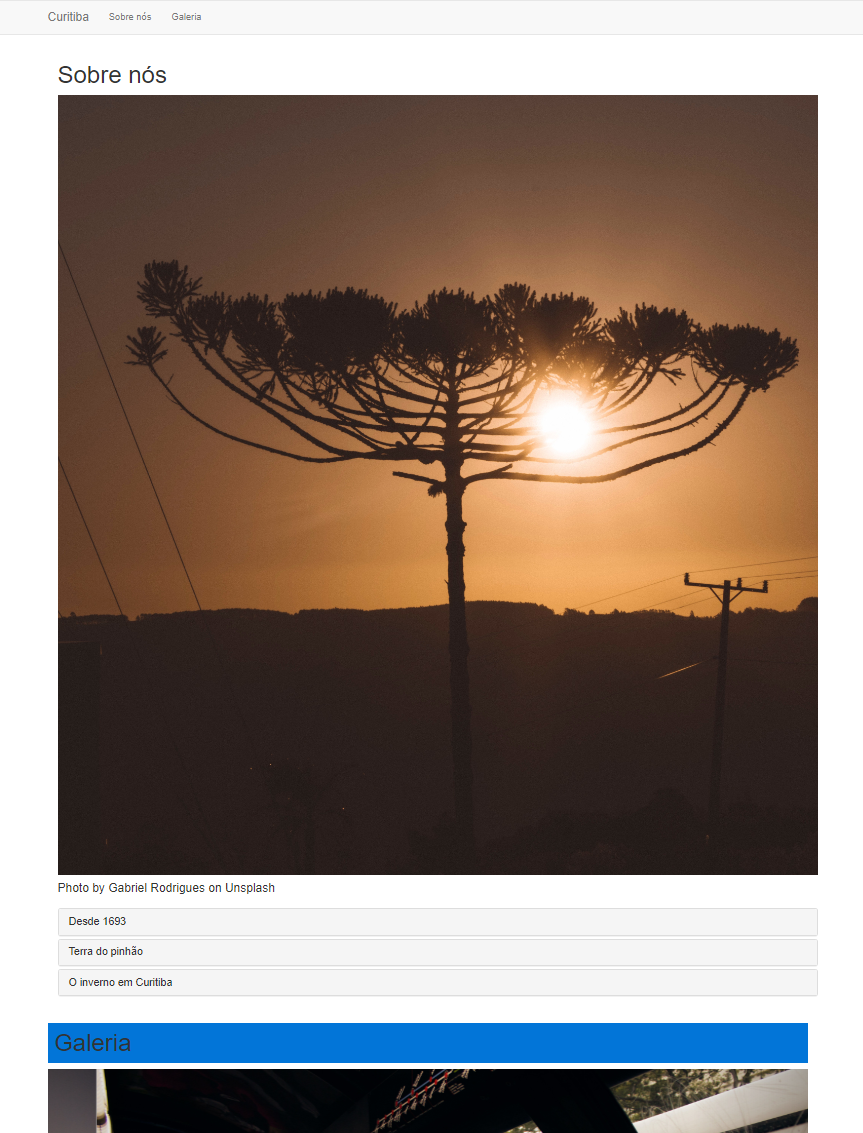 Curitiba Sobre nós Galeria
Sobre nós
Photo by Gabriel Rodrigues on Unsplash
Desde 1693
Terra do pinhão
O inverno em Curitiba
Galeria